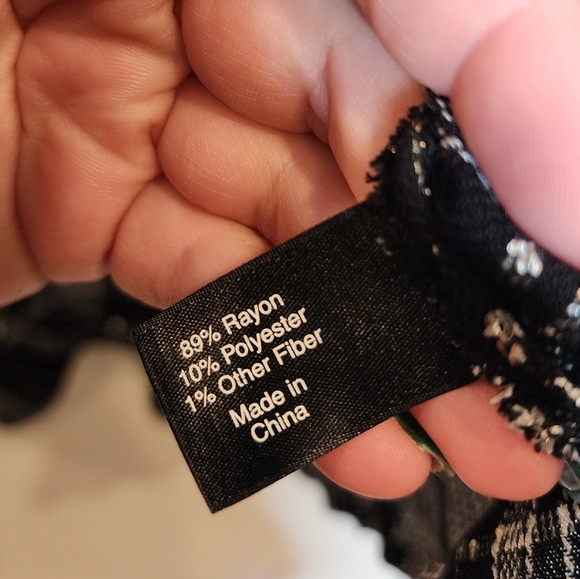 89% Rayon
10% Polyester
1% Other Fiber
Made in
China